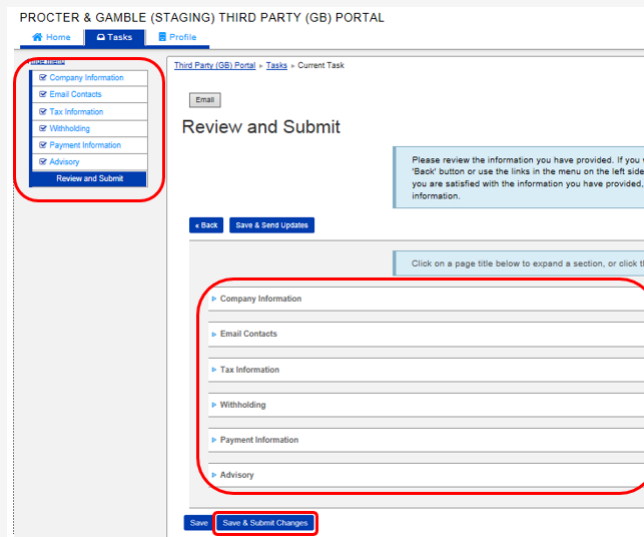 PROCTER & GAMBLE (STAGING) THIRD PARTY (GB) PORTAL
Home Tasks Profile
Hide menu
Company Information
Email Contacts
Tax Information
Withholding
Payment Information
Advisory
Review and Submit
Third Party (GB) Portal » Tasks » Current Task
Email
Review and Submit
Please review the information you have provided. If you
'Back' button or use the links in the menu on the left side
you are satisfied with the information you have provided,
information.
« Back Save & Send Updates
Click on a page title below to expand a section, or click
Company Information
Email Contacts
Tax Information
Withholding
Payment Information
Advisory
Save Save & Submit Changes